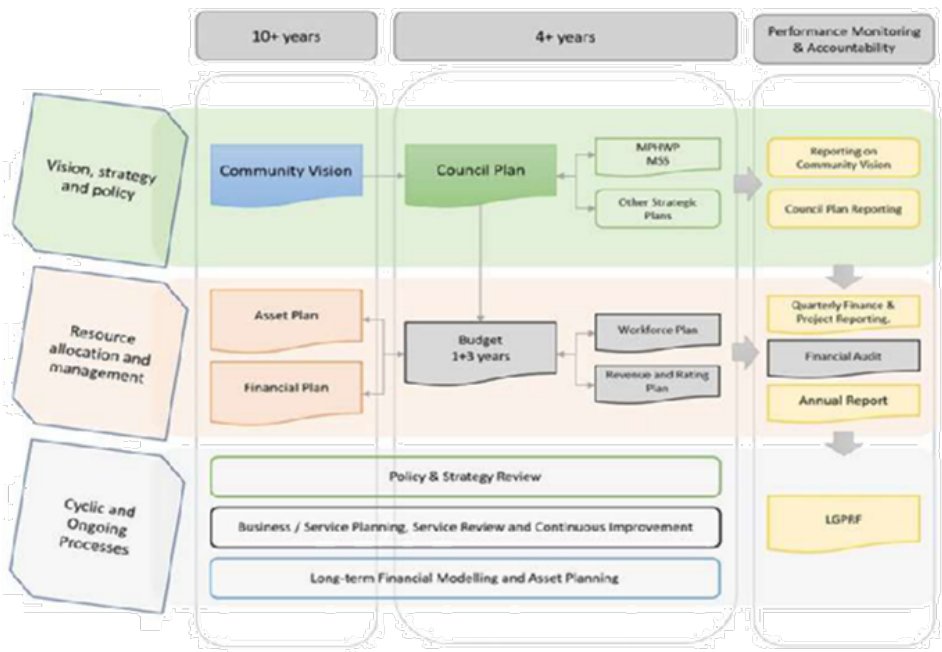 10+ years
4+ years
Performance Monitoring
& Accountability
Vision, strategy
and policy
Community Vision
Council Plan
MPHWP
MSS
Other Strategic
Plans
Reporting on
Community Vision
Council Plan Reporting
Resource
allocation and
management
Asset Plan
Financial Plan
Budget
1+3 years
Workforce Plan
Revenue and Rating
Plan
Quarterly Finance &
Project Reporting.
Financial Audit
Annual Report
Cyclic and
Ongoing
Processes
Policy & Strategy Review
Business / Service Planning, Service Review and Continuous Improvement
Long-term Financial Modelling and Asset Planning
LGPRF